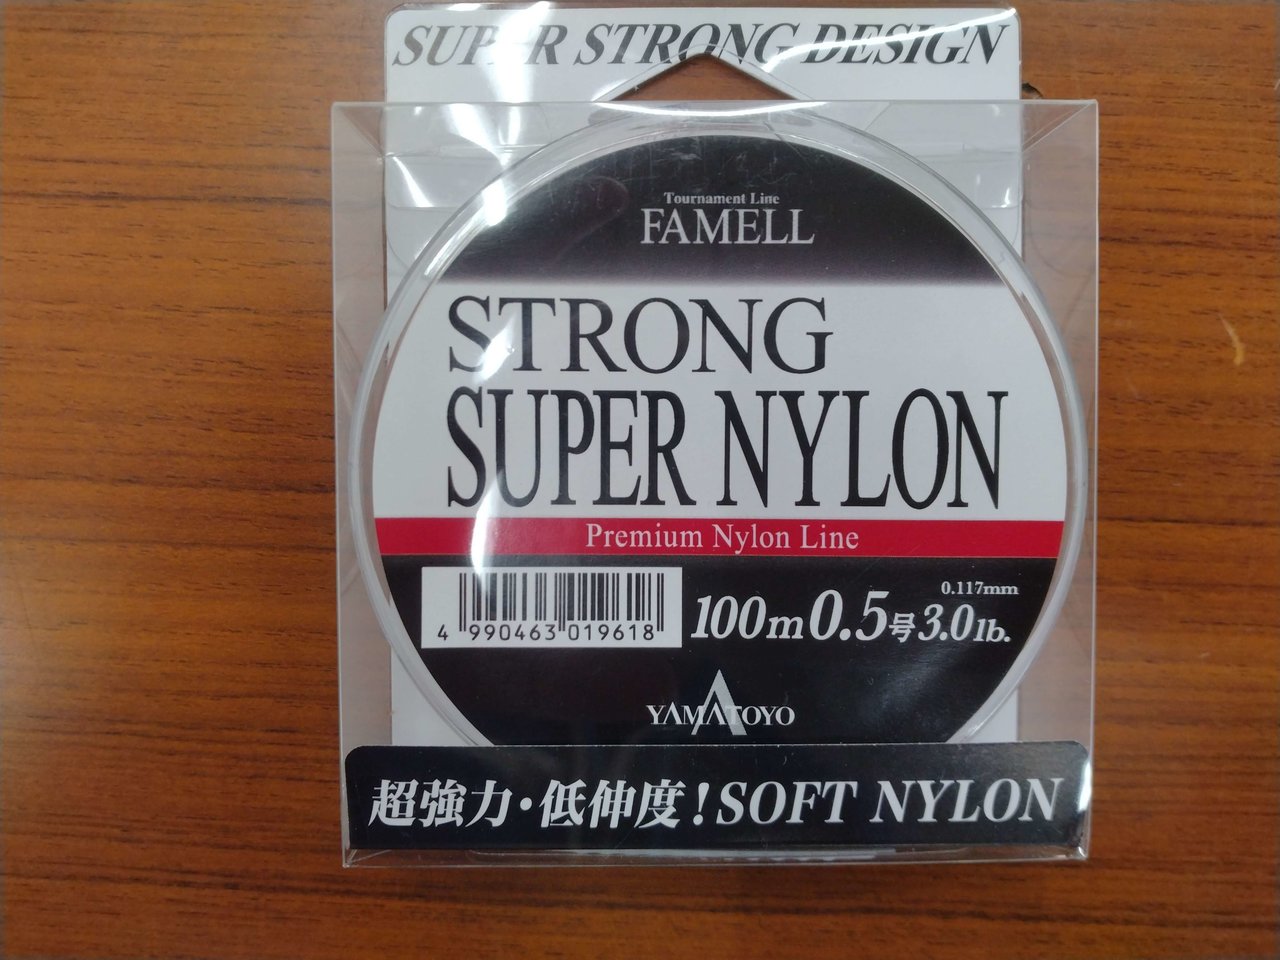 SUPER STRONG DESIGN
Tournament Line
FAMELL
STRONG
SUPER NYLON
Premium Nylon Line
4 990463 019618
100m 0.5号 3.0lb.
0.117mm
YAMATOYO
超強力・低伸度！SOFT NYLON